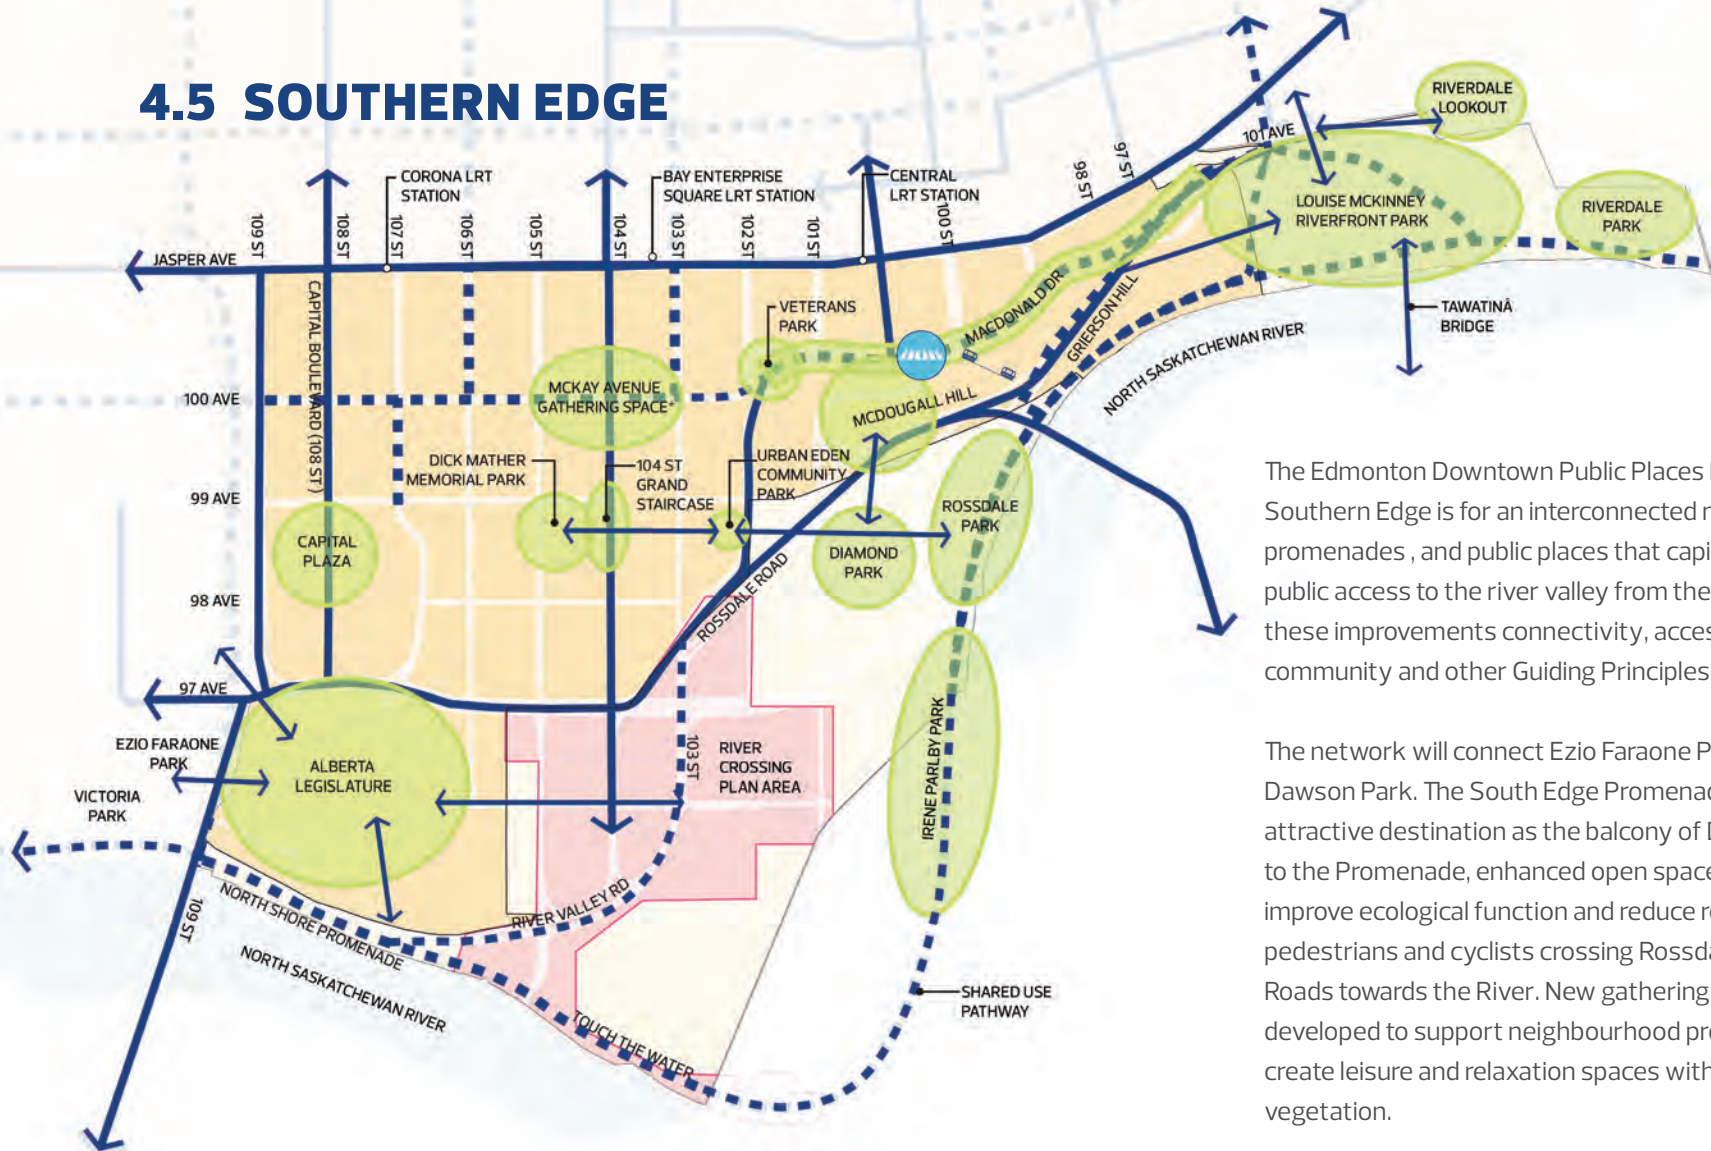 4.5 SOUTHERN EDGE
CORONA LRT
STATION
BAY ENTERPRISE
SQUARE LRT STATION
CENTRAL
LRT STATION
RIVERDALE
LOOKOUT
101 AVE
97 ST
98 ST
LOUISE MCKINNEY
RIVERFRONT PARK
RIVERDALE
PARK
109 ST
108 ST
107 ST
106 ST
105 ST
104 ST
103 ST
102 ST
101 ST
100 ST
JASPER AVE
CAPITAL BOULEVARD (108 ST )
VETERANS
PARK
MACDONALD DR
GRIERSON HILL
TAWATINÂ
BRIDGE
NORTH SASKATCHEWAN RIVER
100 AVE
MCKAY AVENUE
GATHERING SPACE*
MCDOUGALL HILL
DICK MATHER
MEMORIAL PARK
104 ST
GRAND
STAIRCASE
URBAN EDEN
COMMUNITY
PARK
99 AVE
CAPITAL
PLAZA
ROSSDALE
PARK
DIAMOND
PARK
98 AVE
ROSSDALE ROAD
97 AVE
EZIO FARAONE
PARK
ALBERTA
LEGISLATURE
103 ST
RIVER
CROSSING
PLAN AREA
IRENE PARLBY PARK
VICTORIA
PARK
109 ST
NORTH SHORE PROMENADE
RIVER VALLEY RD
NORTH SASKATCHEWAN RIVER
TOUCH THE WATER
SHARED USE
PATHWAY
The Edmonton Downtown Public Places
Southern Edge is for an interconnected
promenades , and public places that
public access to the river valley from the
these improvements connectivity,
community and other Guiding Principles
The network will connect Ezio Faraone
Dawson Park. The South Edge
attractive destination as the balcony of
to the Promenade, enhanced open
improve ecological function and reduce
pedestrians and cyclists crossing
Roads towards the River. New gathering
developed to support neighbourhood
create leisure and relaxation spaces with
vegetation.